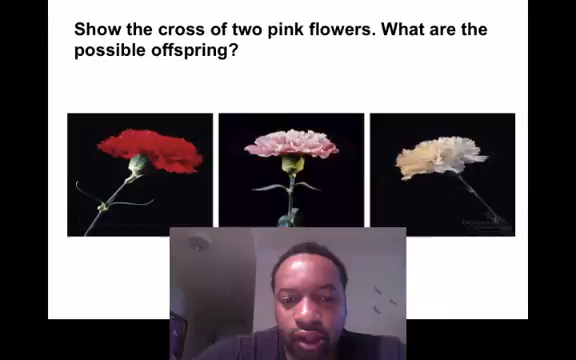 Show the cross of two pink flowers. What are the
possible offspring?